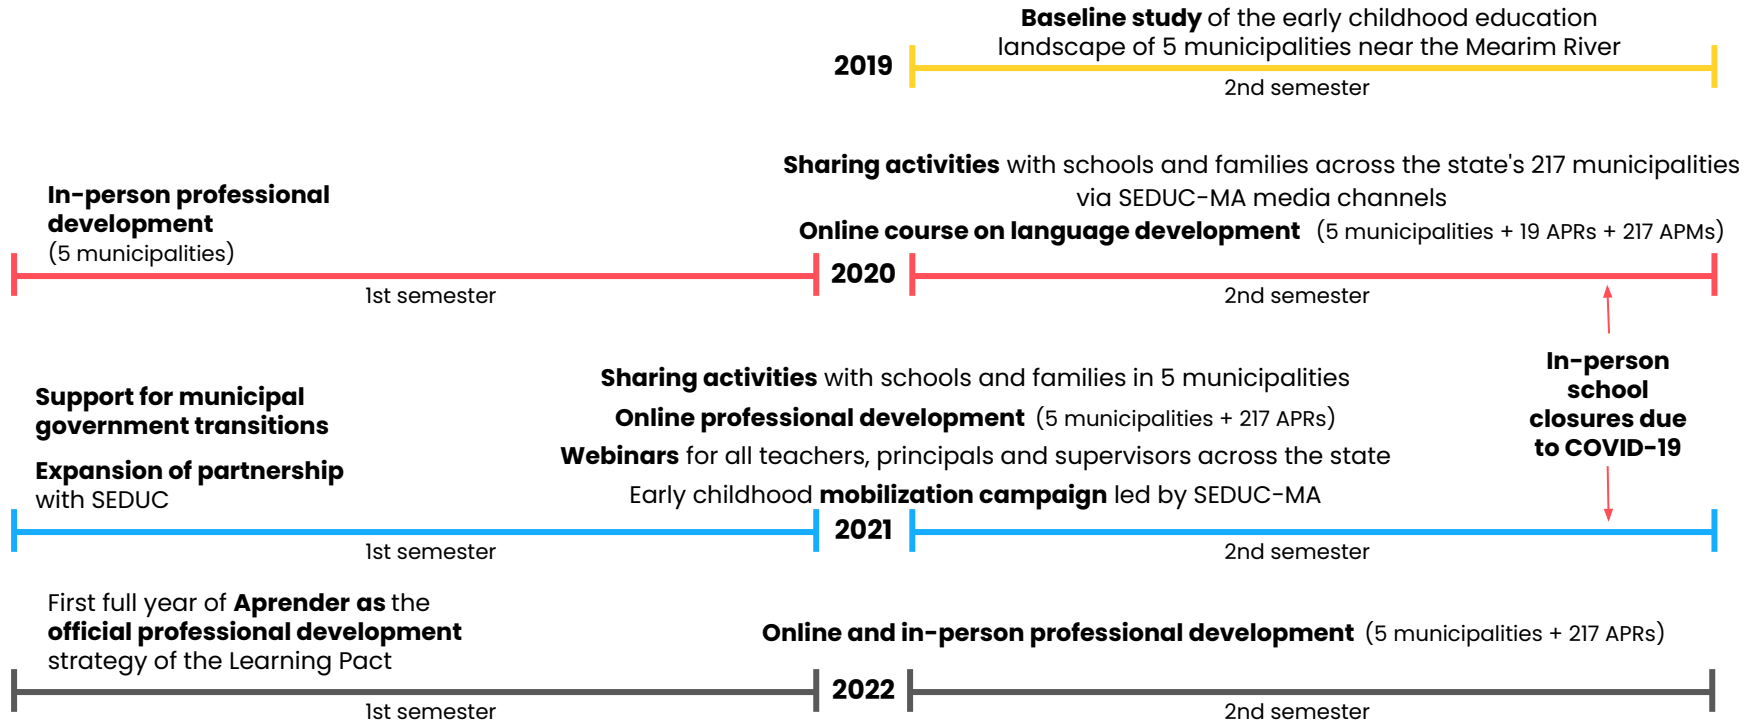 Baseline study of the early childhood education
landscape of 5 municipalities near the Mearim River
2019
2nd semester
In-person professional
development
(5 municipalities)
Sharing activities with schools and families across the state's 217 municipalities
via SEDUC-MA media channels
Online course on language development (5 municipalities + 19 APRs + 217 APMs)
2020
1st semester
2nd semester
In-person
school
closures due
to COVID-19
Support for municipal
government transitions
Expansion of partnership
with SEDUC
Sharing activities with schools and families in 5 municipalities
Online professional development (5 municipalities + 217 APRs)
Webinars for all teachers, principals and supervisors across the state
Early childhood mobilization campaign led by SEDUC-MA
2021
1st semester
2nd semester
First full year of Aprender as the
official professional development
strategy of the Learning Pact
Online and in-person professional development (5 municipalities + 217 APRs)
2022
1st semester
2nd semester